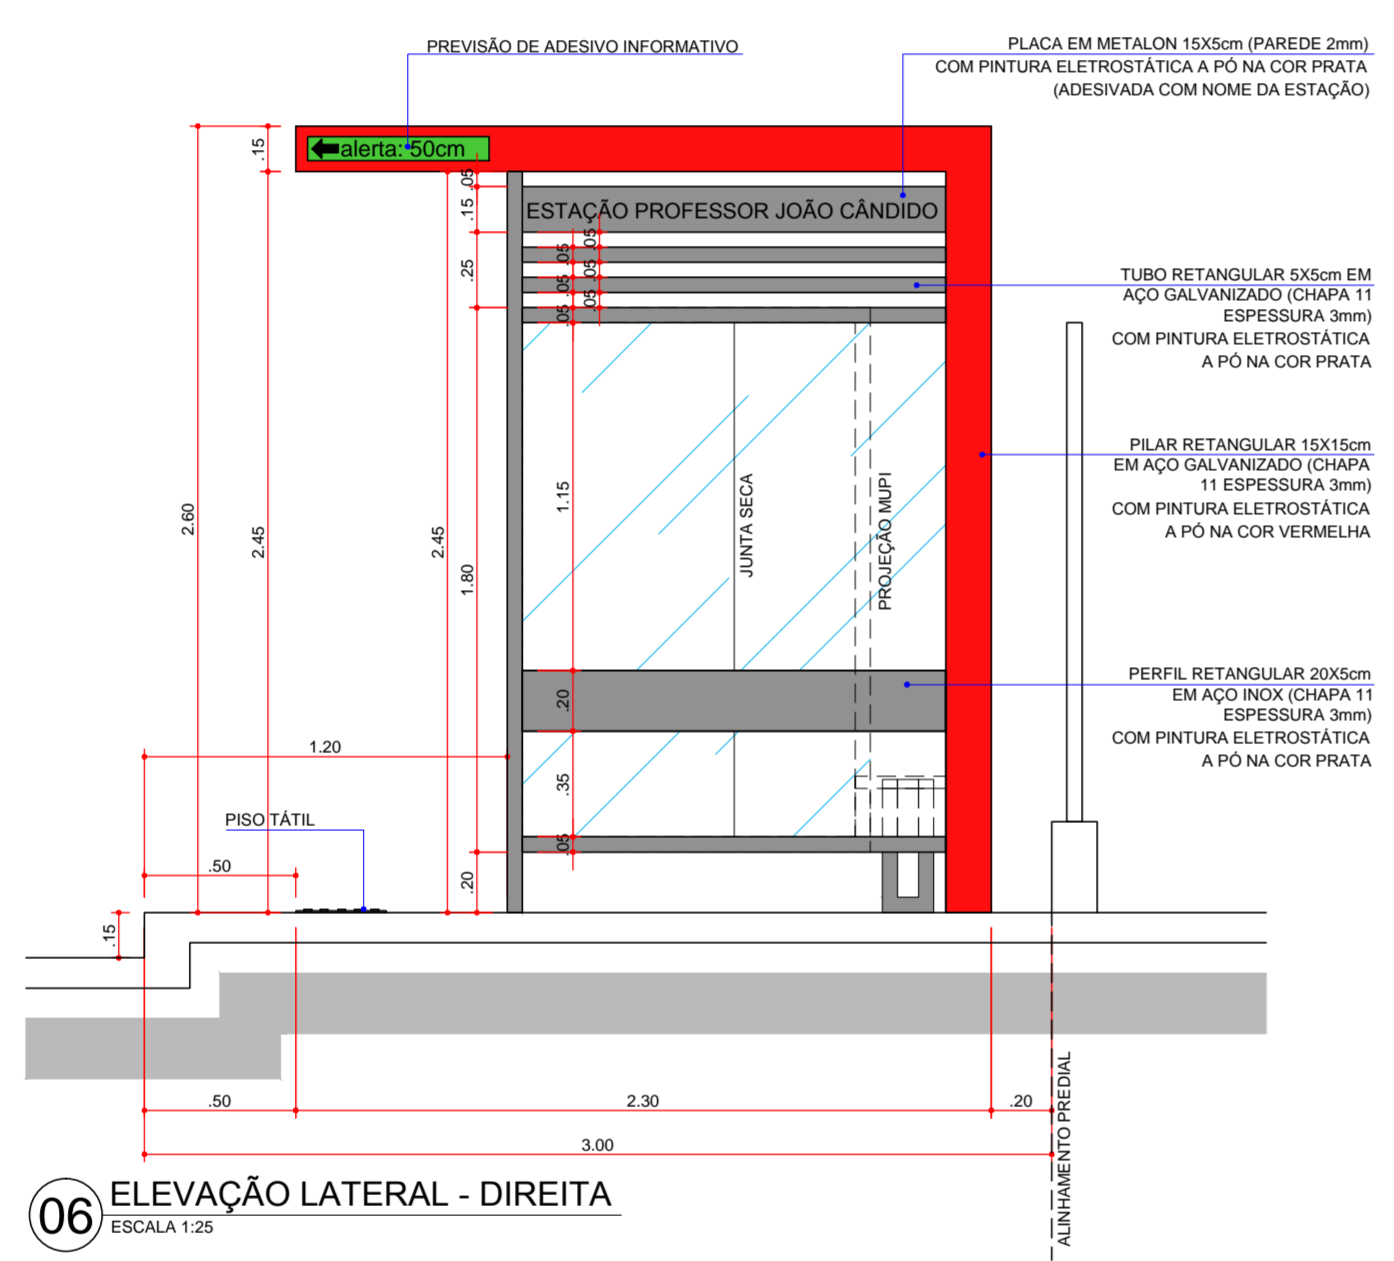 PREVISÃO DE ADESIVO INFORMATIVO
PLACA EM METALON 15X5cm (PAREDE 2mm)
COM PINTURA ELETROSTÁTICA A PÓ NA COR PRATA
(ADESIVADA COM NOME DA ESTAÇÃO)
alerta: 50cm
ESTAÇÃO PROFESSOR JOÃO CÂNDIDO
.15
.05
.15
.25
.05
.05
.05
.05
.05
.05
TUBO RETANGULAR 5X5cm EM
AÇO GALVANIZADO (CHAPA 11
ESPESSURA 3mm)
COM PINTURA ELETROSTÁTICA
A PÓ NA COR PRATA
PILAR RETANGULAR 15X15cm
EM AÇO GALVANIZADO (CHAPA
11 ESPESSURA 3mm)
COM PINTURA ELETROSTÁTICA
A PÓ NA COR VERMELHA
2.60
2.45
2.45
1.80
1.15
JUNTA SECA
PROJEÇÃO MUPI
PERFIL RETANGULAR 20X5cm
EM AÇO INOX (CHAPA 11
ESPESSURA 3mm)
COM PINTURA ELETROSTÁTICA
A PÓ NA COR PRATA
.20
1.20
.35
PISO TÁTIL
.05
.50
.20
.15
.50
2.30
.20
3.00
ALINHAMENTO PREDIAL
06
ELEVAÇÃO LATERAL - DIREITA
ESCALA 1:25